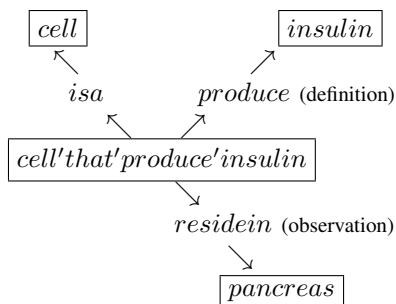 cell insulin
isa produce (definition)
cell'that'produce'insulin
residein (observation)
pancreas